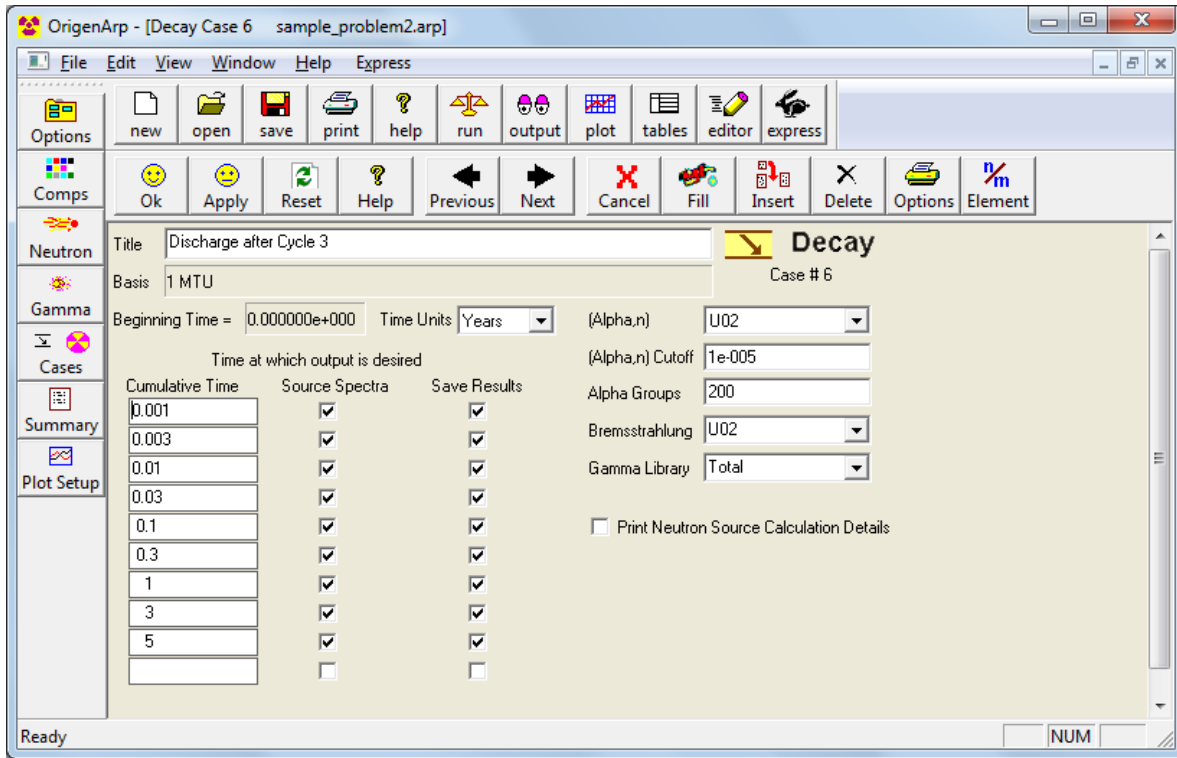 OrigenArp - [Decay Case 6 sample_problem2.arp]
File Edit View Window Help Express
Options
new open save print help run output plot tables editor express
Comps
Ok Apply Reset Help Previous Next Cancel Fill Insert Delete Options Element
n/m
Neutron
Title Discharge after Cycle 3
Decay
Gamma
Basis 1 MTU
Case # 6
Beginning Time = 0.000000e+000 Time Units Years
(Alpha,n) U02
Cases
Time at which output is desired
(Alpha,n) Cutoff 1e-005
Summary
Cumulative Time Source Spectra Save Results
Alpha Groups 200
0.001
0.003
Bremsstrahlung U02
Plot Setup
0.01
Gamma Library Total
0.03
0.1
Print Neutron Source Calculation Details
0.3
1
3
5
Ready
NUM